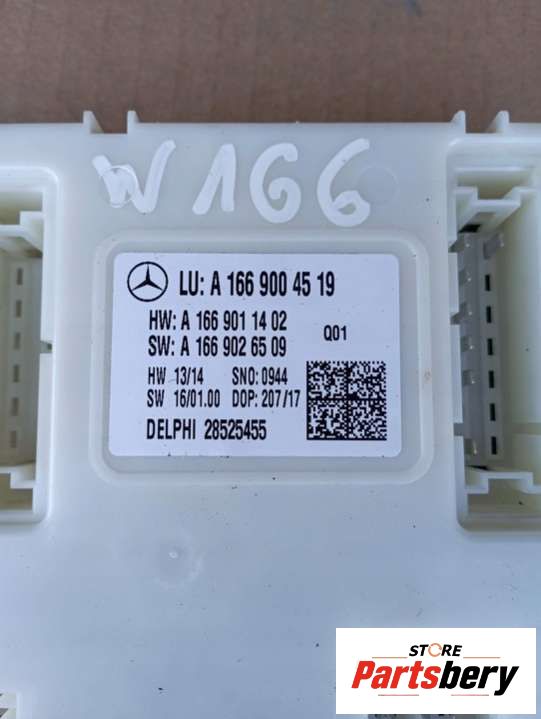 W166
LU: A 166 900 45 19
HW: A 166 901 14 02
SW: A 166 902 65 09
Q01
HW 13/14 SNO: 0944
SW 16/01.00 DOP: 207/17
DELPHI 28525455
STORE
Partsbery